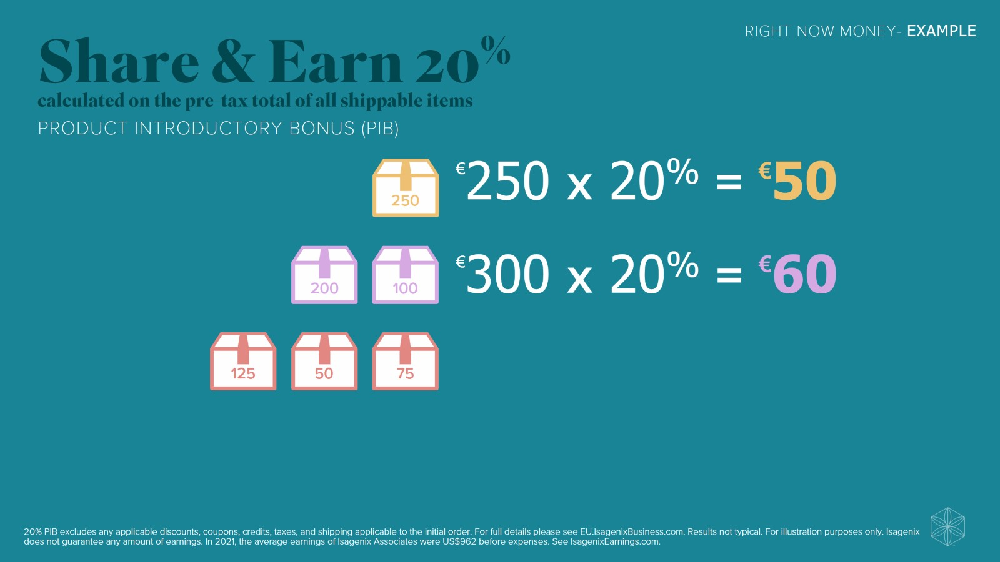 RIGHT NOW MONEY- EXAMPLE
Share & Earn 20%
calculated on the pre-tax total of all shippable items
PRODUCT INTRODUCTORY BONUS (PIB)
250 €250 x 20% = €50
200 100 €300 x 20% = €60
125 50 75
20% PIB excludes any applicable discounts, coupons, credits, taxes, and shipping applicable to the initial order. For full details please see EU.IsagenixBusiness.com. Results not typical. For illustration purposes only. Isagenix
does not guarantee any amount of earnings. In 2021, the average earnings of Isagenix Associates were US$962 before expenses. See IsagenixEarnings.com.